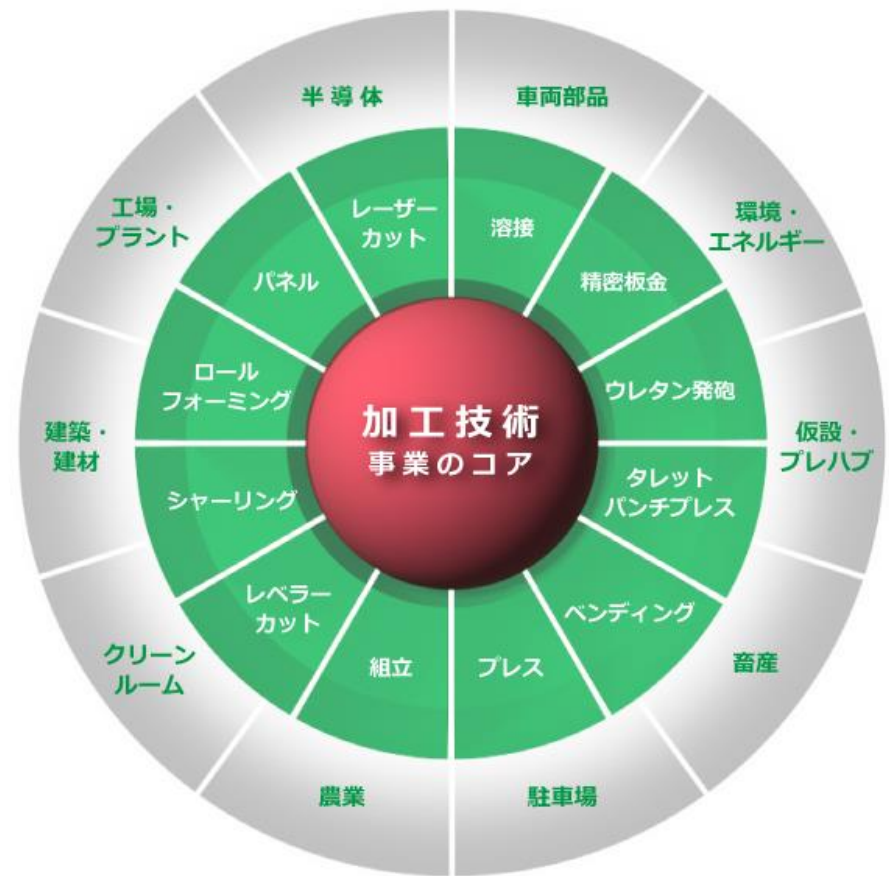 半導体
車両部品
環境・
エネルギー
仮設・
プレハブ
畜産
駐車場
農業
クリーン
ルーム
建築・
建材
工場・
プラント
レーザー
カット
溶接
精密板金
ウレタン発砲
タレット
パンチプレス
ベンディング
プレス
組立
レベラー
カット
シャーリング
ロール
フォーミング
パネル
加工技術
事業のコア